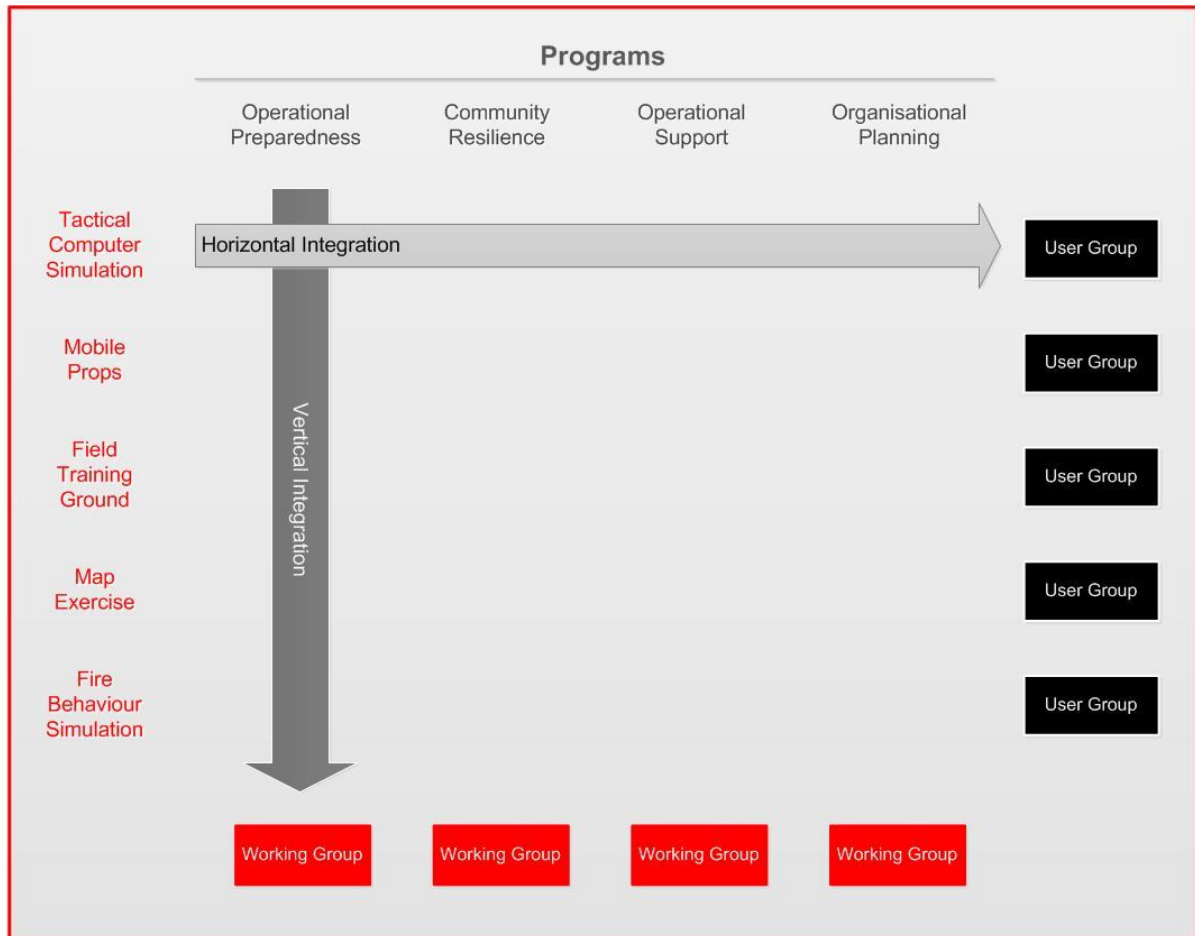 Programs
Operational
Preparedness
Community
Resilience
Operational
Support
Organisational
Planning
Tactical
Computer
Simulation
Horizontal Integration
User Group
Mobile
Props
User Group
Vertical Integration
Field
Training
Ground
User Group
Map
Exercise
User Group
Fire
Behaviour
Simulation
User Group
Working Group
Working Group
Working Group
Working Group